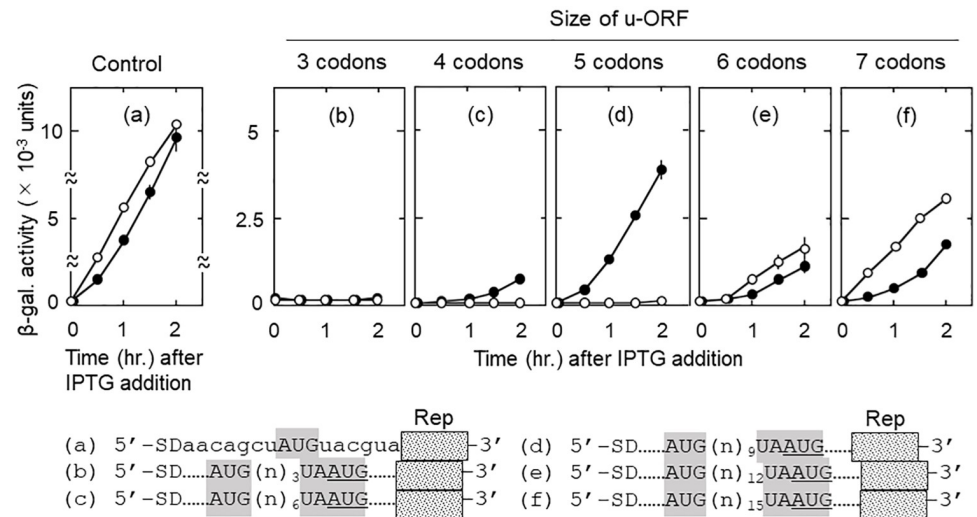 Size of u-ORF
Control 3 codons 4 codons 5 codons 6 codons 7 codons
(a) (b) (c) (d) (e) (f)
β-gal. activity (× 10⁻³ units)
10 5 0
5 2.5 0
0 1 2 0 1 2 0 1 2 0 1 2 0 1 2 0 1 2
Time (hr.) after
IPTG addition
Time (hr.) after IPTG addition
Rep
(a) 5′-SDaacagcuAUGuacgua -3′
(b) 5′-SD……AUG(n)₃UAAUG…… -3′
(c) 5′-SD……AUG(n)₆UAAUG…… -3′
Rep
(d) 5′-SD……AUG(n)₉UAAUG…… -3′
(e) 5′-SD……AUG(n)₁₂UAAUG…… -3′
(f) 5′-SD……AUG(n)₁₅UAAUG…… -3′